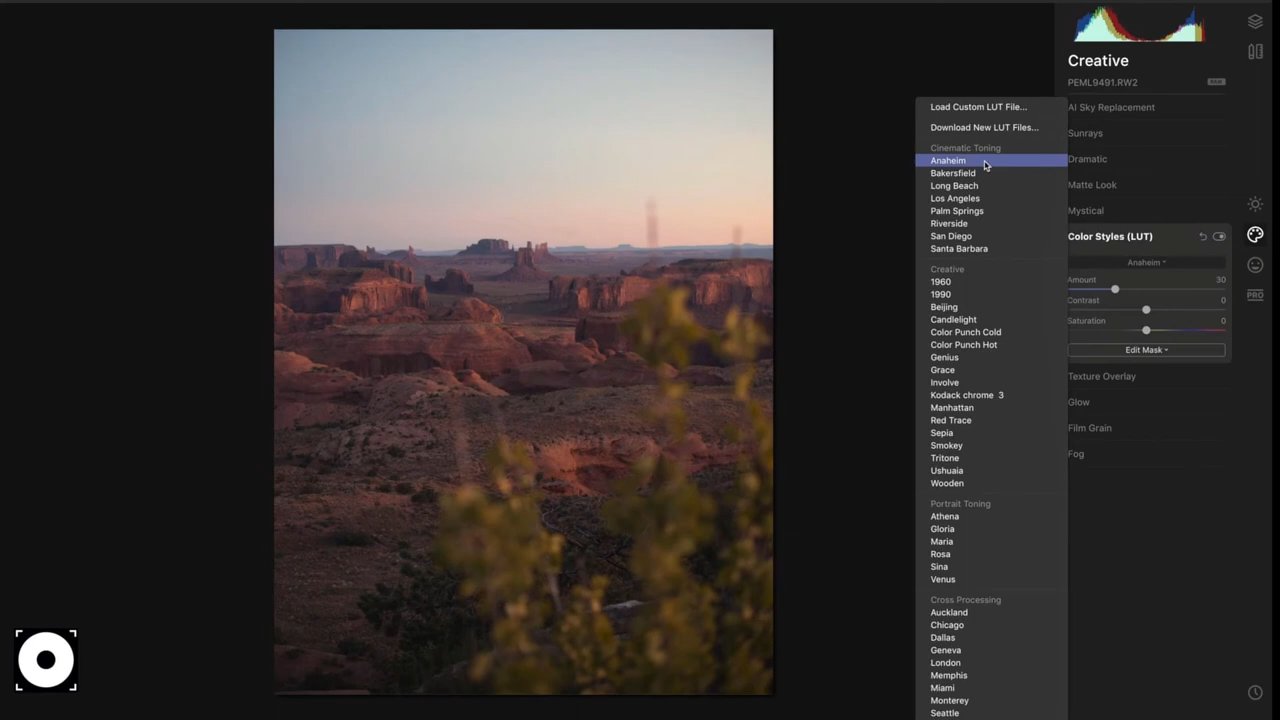 Creative
PEML9491.RW2
RAW
AI Sky Replacement
Sunrays
Dramatic
Matte Look
Mystical
Color Styles (LUT)
Anaheim
Amount 30
Contrast 0
Saturation 0
Edit Mask
Texture Overlay
Glow
Film Grain
Fog
PRO
Load Custom LUT File...
Download New LUT Files...
Cinematic Toning
Anaheim
Bakersfield
Long Beach
Los Angeles
Palm Springs
Riverside
San Diego
Santa Barbara
Creative
1960
1990
Beijing
Candlelight
Color Punch Cold
Color Punch Hot
Genius
Grace
Involve
Kodack chrome 3
Manhattan
Red Trace
Sepia
Smokey
Tritone
Ushuaia
Wooden
Portrait Toning
Athena
Gloria
Maria
Rosa
Sina
Venus
Cross Processing
Auckland
Chicago
Dallas
Geneva
London
Memphis
Miami
Monterey
Seattle